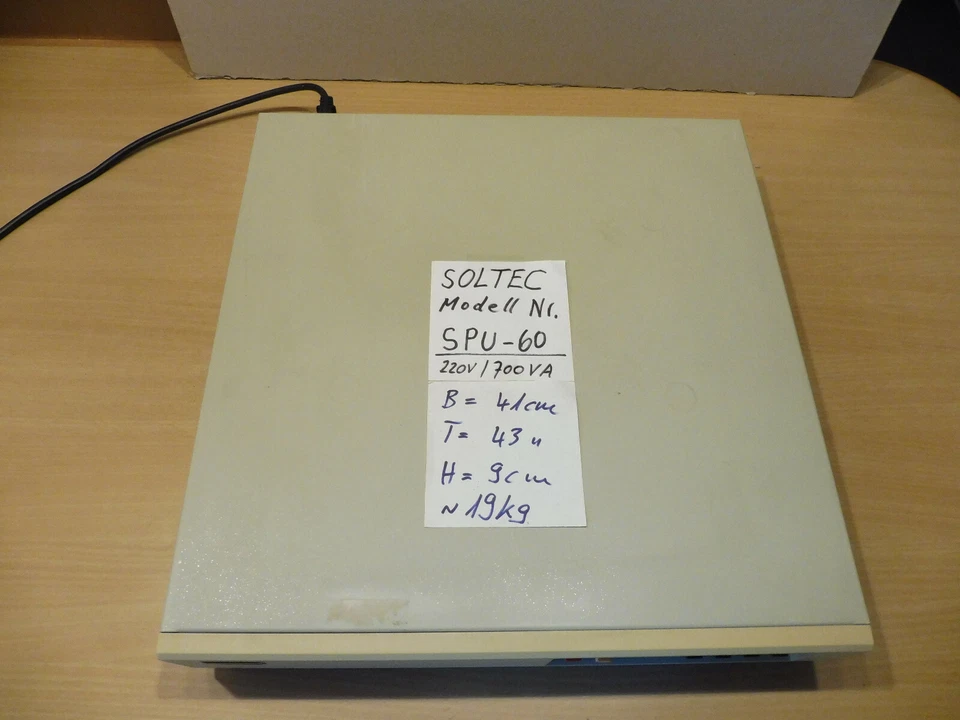 SOLTEC
Modell Nr.
SPU-60
220V/700VA
B = 41cm
T = 43 "
H = 9cm
~ 19kg